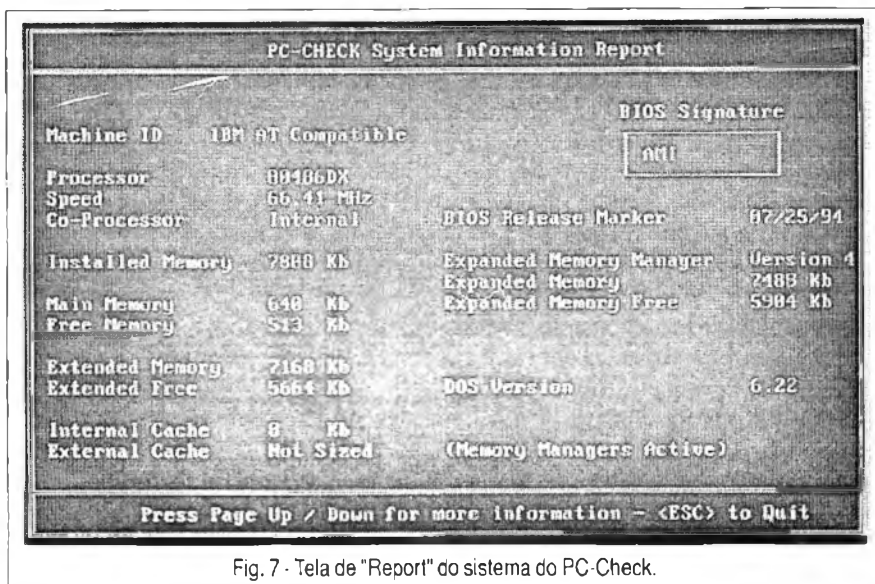 PC-CHECK System Information Report
BIOS Signature
Machine ID IBM AT Compatible
AMI
Processor 80486DX
Speed 66.41 MHz
Co-Processor Internal BIOS Release Marker 07/25/94
Installed Memory 7808 Kb Expanded Memory Manager Version 4
Expanded Memory Kb
Main Memory 640 Kb Expanded Memory Free 5904 Kb
Free Memory 513 Kb
Extended Memory 7168 Kb
Extended Free 5664 Kb DOS Version 6.22
Internal Cache 8 Kb
External Cache Not Sized (Memory Managers Active)
Press Page Up / Down for more information - <ESC> to Quit
Fig. 7 - Tela de "Report" do sistema do PC-Check.